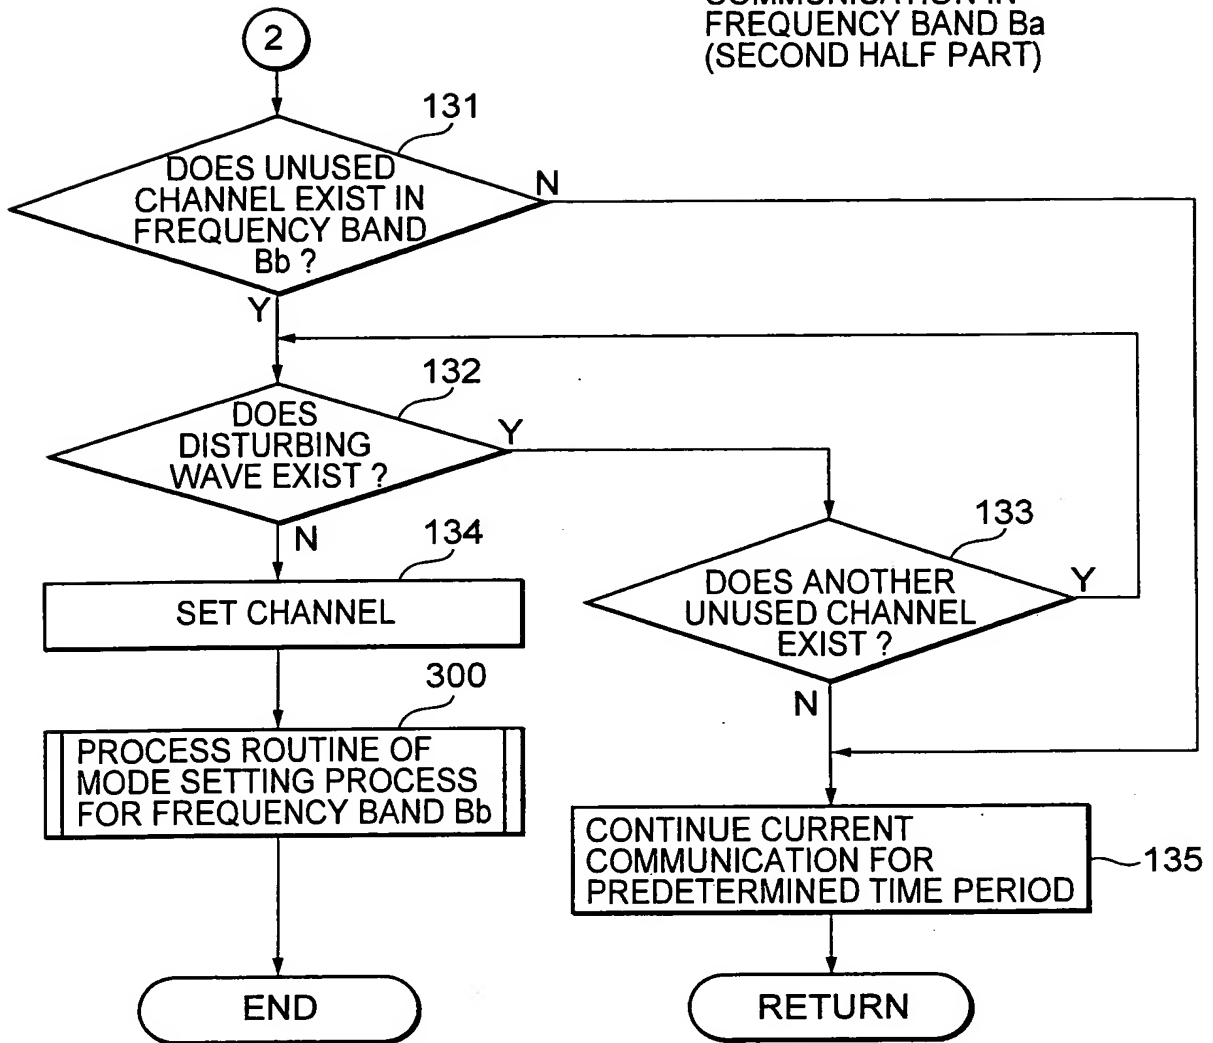 COMMUNICATION IN
FREQUENCY BAND Ba
(SECOND HALF PART)
2
131
DOES UNUSED
CHANNEL EXIST IN
FREQUENCY BAND
Bb ?
N
Y
132
DOES
DISTURBING
WAVE EXIST ?
Y
N
133
DOES ANOTHER
UNUSED CHANNEL
EXIST ?
Y
N
134
SET CHANNEL
300
PROCESS ROUTINE OF
MODE SETTING PROCESS
FOR FREQUENCY BAND Bb
CONTINUE CURRENT
COMMUNICATION FOR
PREDETERMINED TIME PERIOD
135
END
RETURN